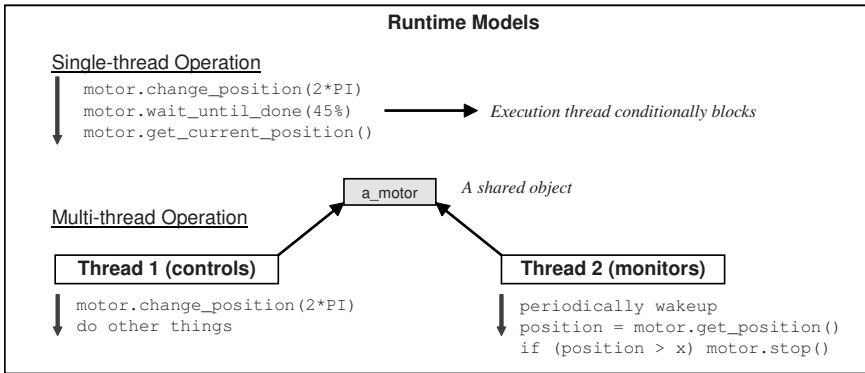 Runtime Models
Single-thread Operation
motor.change_position(2*PI)
motor.wait_until_done(45%)
Execution thread conditionally blocks
motor.get_current_position()
a_motor
A shared object
Multi-thread Operation
Thread 1 (controls)
motor.change_position(2*PI)
do other things
Thread 2 (monitors)
periodically wakeup
position = motor.get_position()
if (position > x) motor.stop()